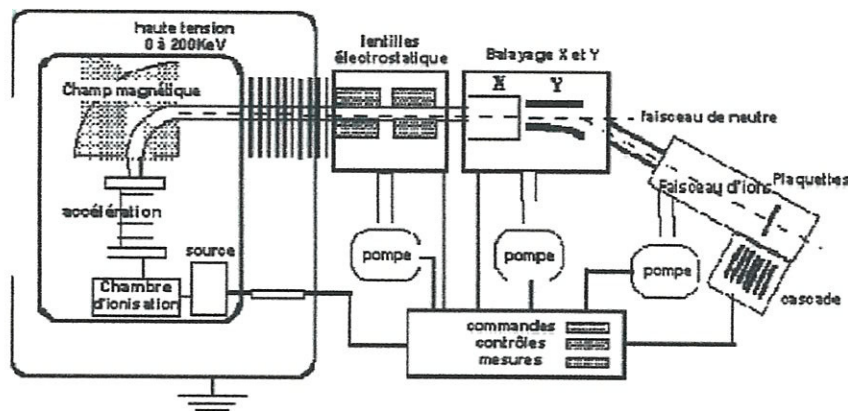 haute tension
0 à 200KeV
lentilles
électrostatique
Balayage X et Y
Champ magnétique
X
Y
faisceau de neutre
Faisceau d'ions
Plaquettes
accélération
source
Chambre
d'ionisation
pompe
pompe
pompe
cascade
commandes
contrôles
mesures